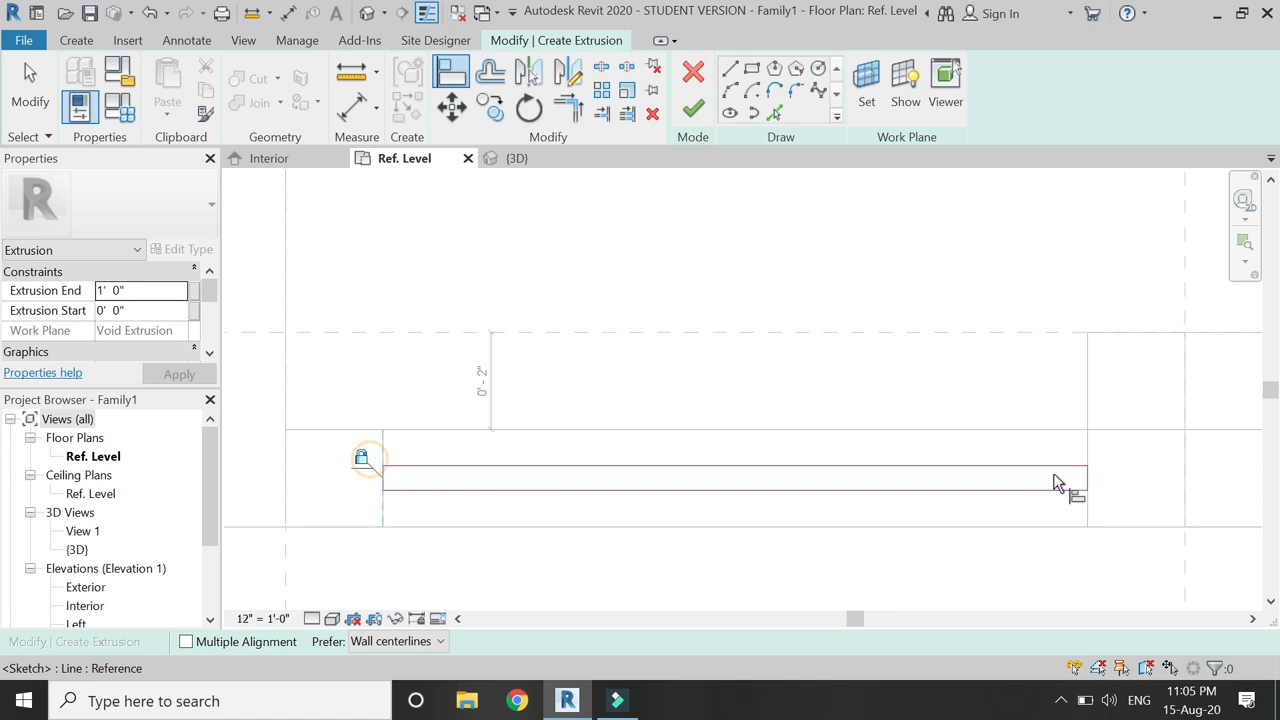 Autodesk Revit 2020 - STUDENT VERSION - Family1 - Floor Plan: Ref. Level
Sign In
File Create Insert Annotate View Manage Add-Ins Site Designer Modify | Create Extrusion
Modify
Paste
Cut
Join
Set Show Viewer
Select Properties Clipboard Geometry Measure Create Modify Mode Draw Work Plane
Properties
Interior
Ref. Level
{3D}
Extrusion
Edit Type
Constraints
Extrusion End 1' 0"
Extrusion Start 0' 0"
Work Plane Void Extrusion
Graphics
Properties help
Apply
Project Browser - Family1
Views (all)
Floor Plans
Ref. Level
Ceiling Plans
Ref. Level
3D Views
View 1
{3D}
Elevations (Elevation 1)
Exterior
Interior
Left
0' - 2"
2D
12" = 1'-0"
Modify | Create Extrusion
Multiple Alignment
Prefer: Wall centerlines
<Sketch> : Line : Reference
:0
Type here to search
ENG
11:05 PM
15-Aug-20